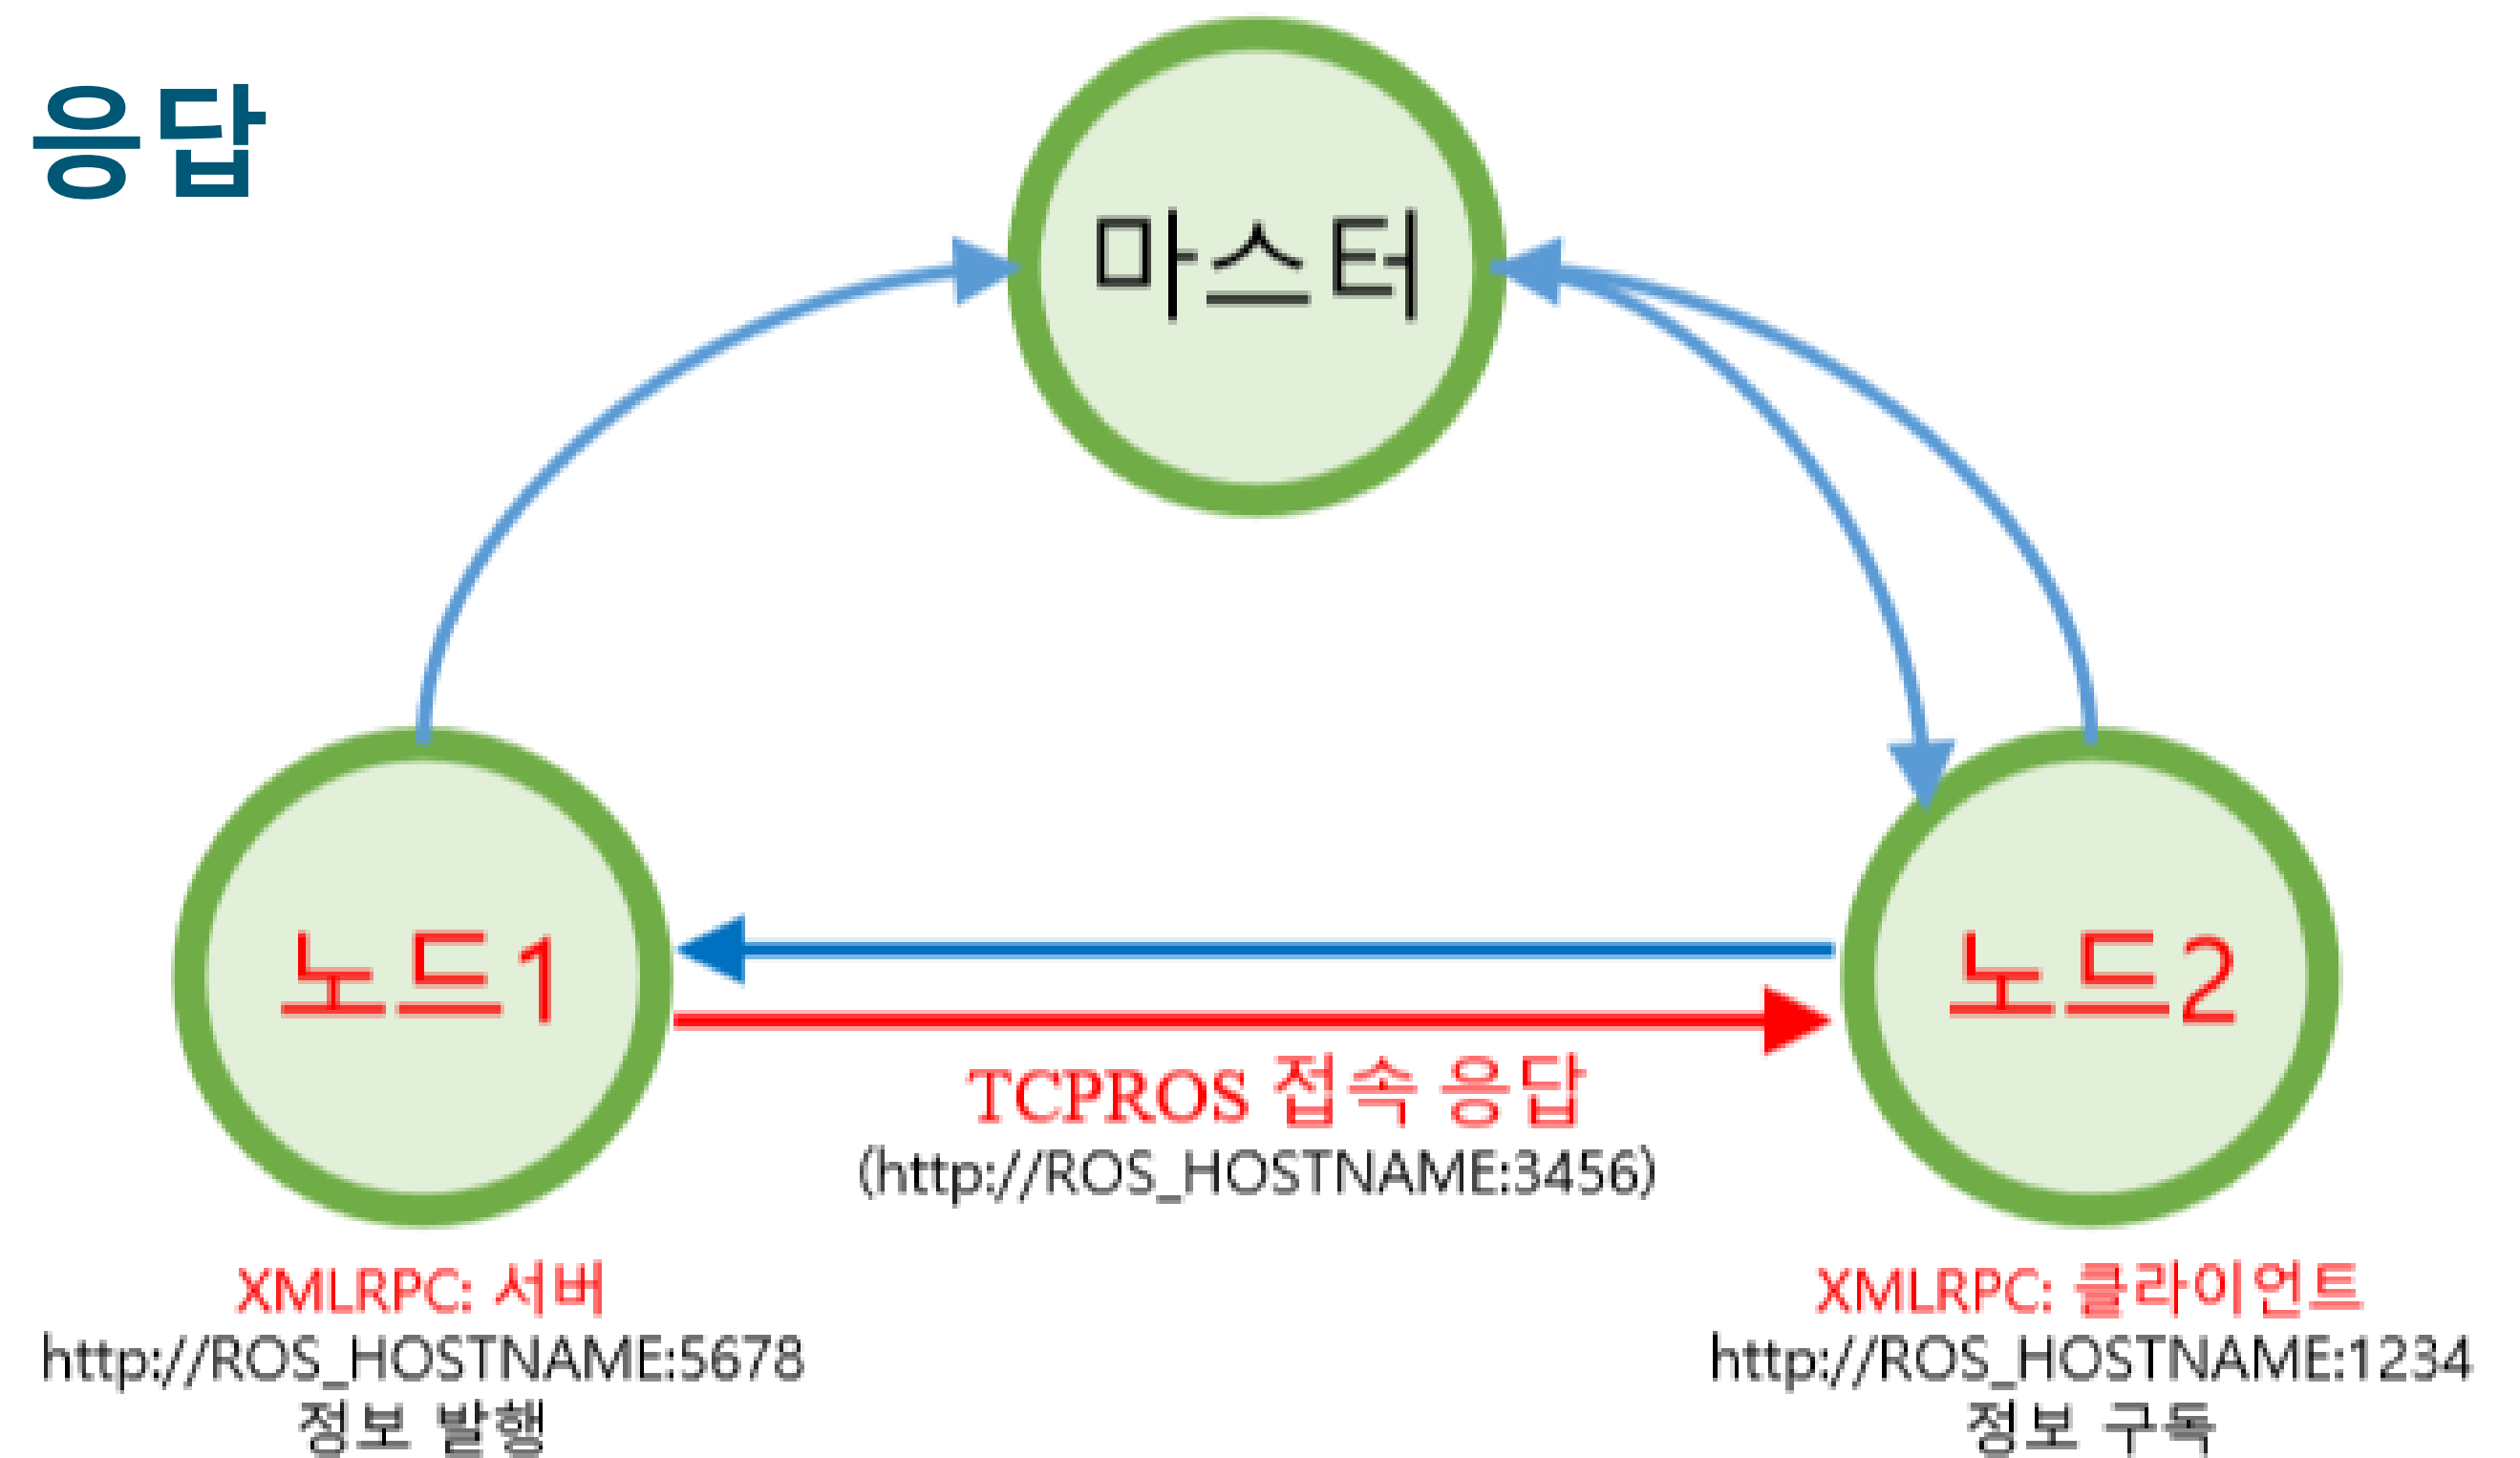 응답
마스터
노드1
노드2
TCPROS 접속 응답
(http://ROS_HOSTNAME:3456)
XMLRPC: 서버
http://ROS_HOSTNAME:5678
정보 발행
XMLRPC: 클라이언트
http://ROS_HOSTNAME:1234
정보 구독